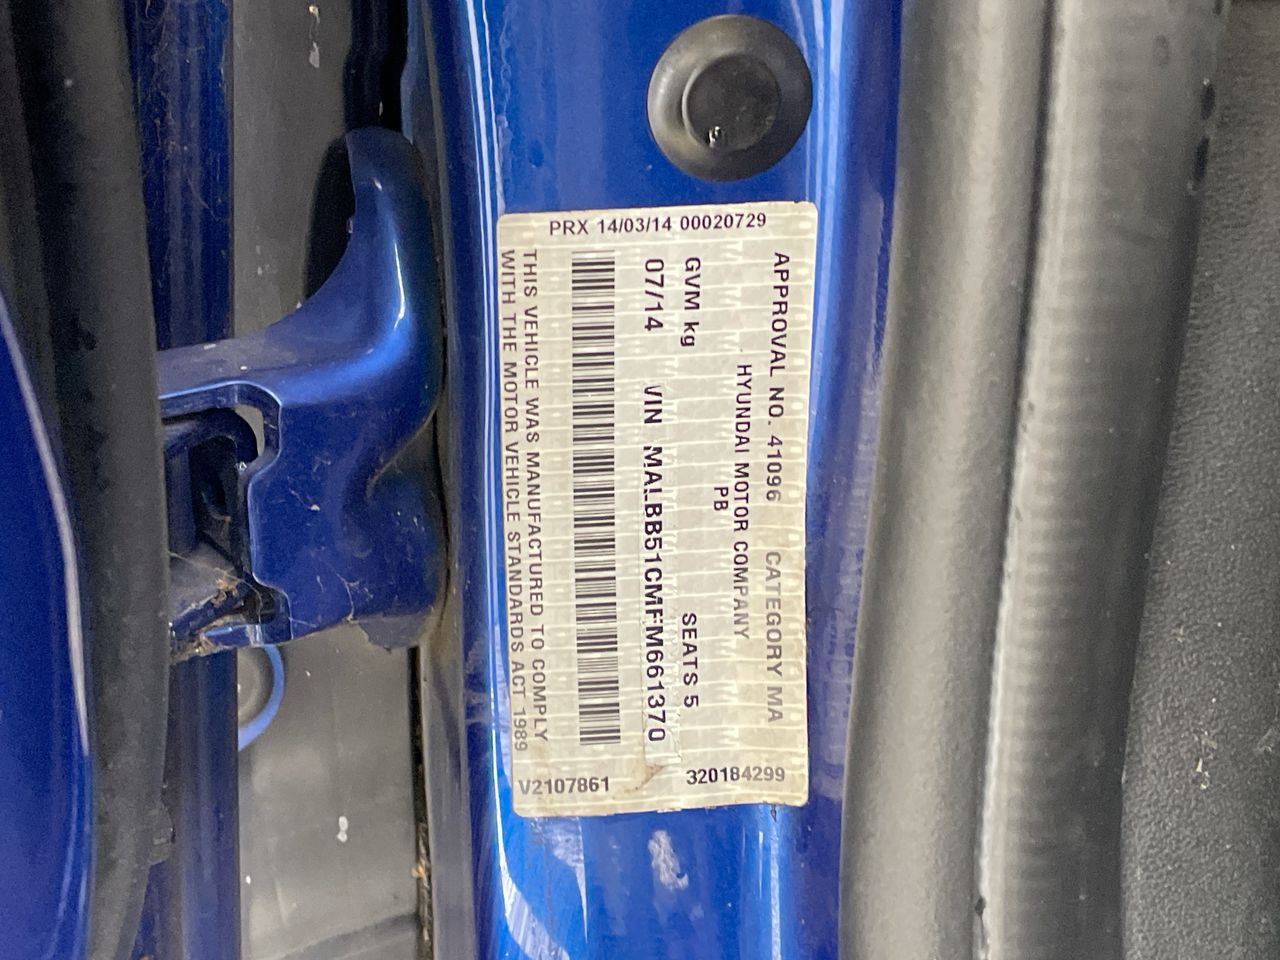 PRX 14/03/14 00020729
APPROVAL NO. 41096 CATEGORY MA
HYUNDAI MOTOR COMPANY
PB
GVM kg SEATS 5
07/14 VIN MALBB51CMFM661370
THIS VEHICLE WAS MANUFACTURED TO COMPLY
WITH THE MOTOR VEHICLE STANDARDS ACT 1989
V2107861 320184299